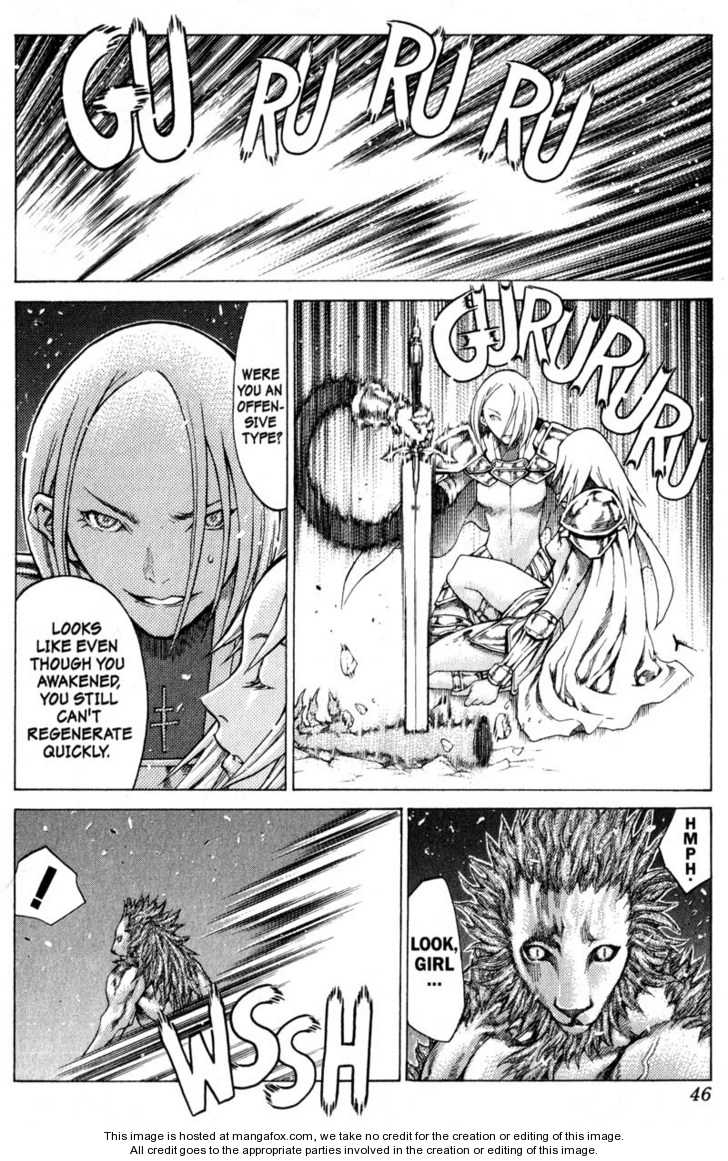 GU RU RU RU
GURURURURU
WERE
YOU AN
OFFEN-
SIVE
TYPE?
LOOKS
LIKE EVEN
THOUGH YOU
AWAKENED,
YOU STILL
CAN'T
REGENERATE
QUICKLY.
HMPH.
LOOK,
GIRL
...
!
WSSH
46
This image is hosted at mangafox.com, we take no credit for the creation or editing of this image.
All credit goes to the appropriate parties involved in the creation or editing of this image.